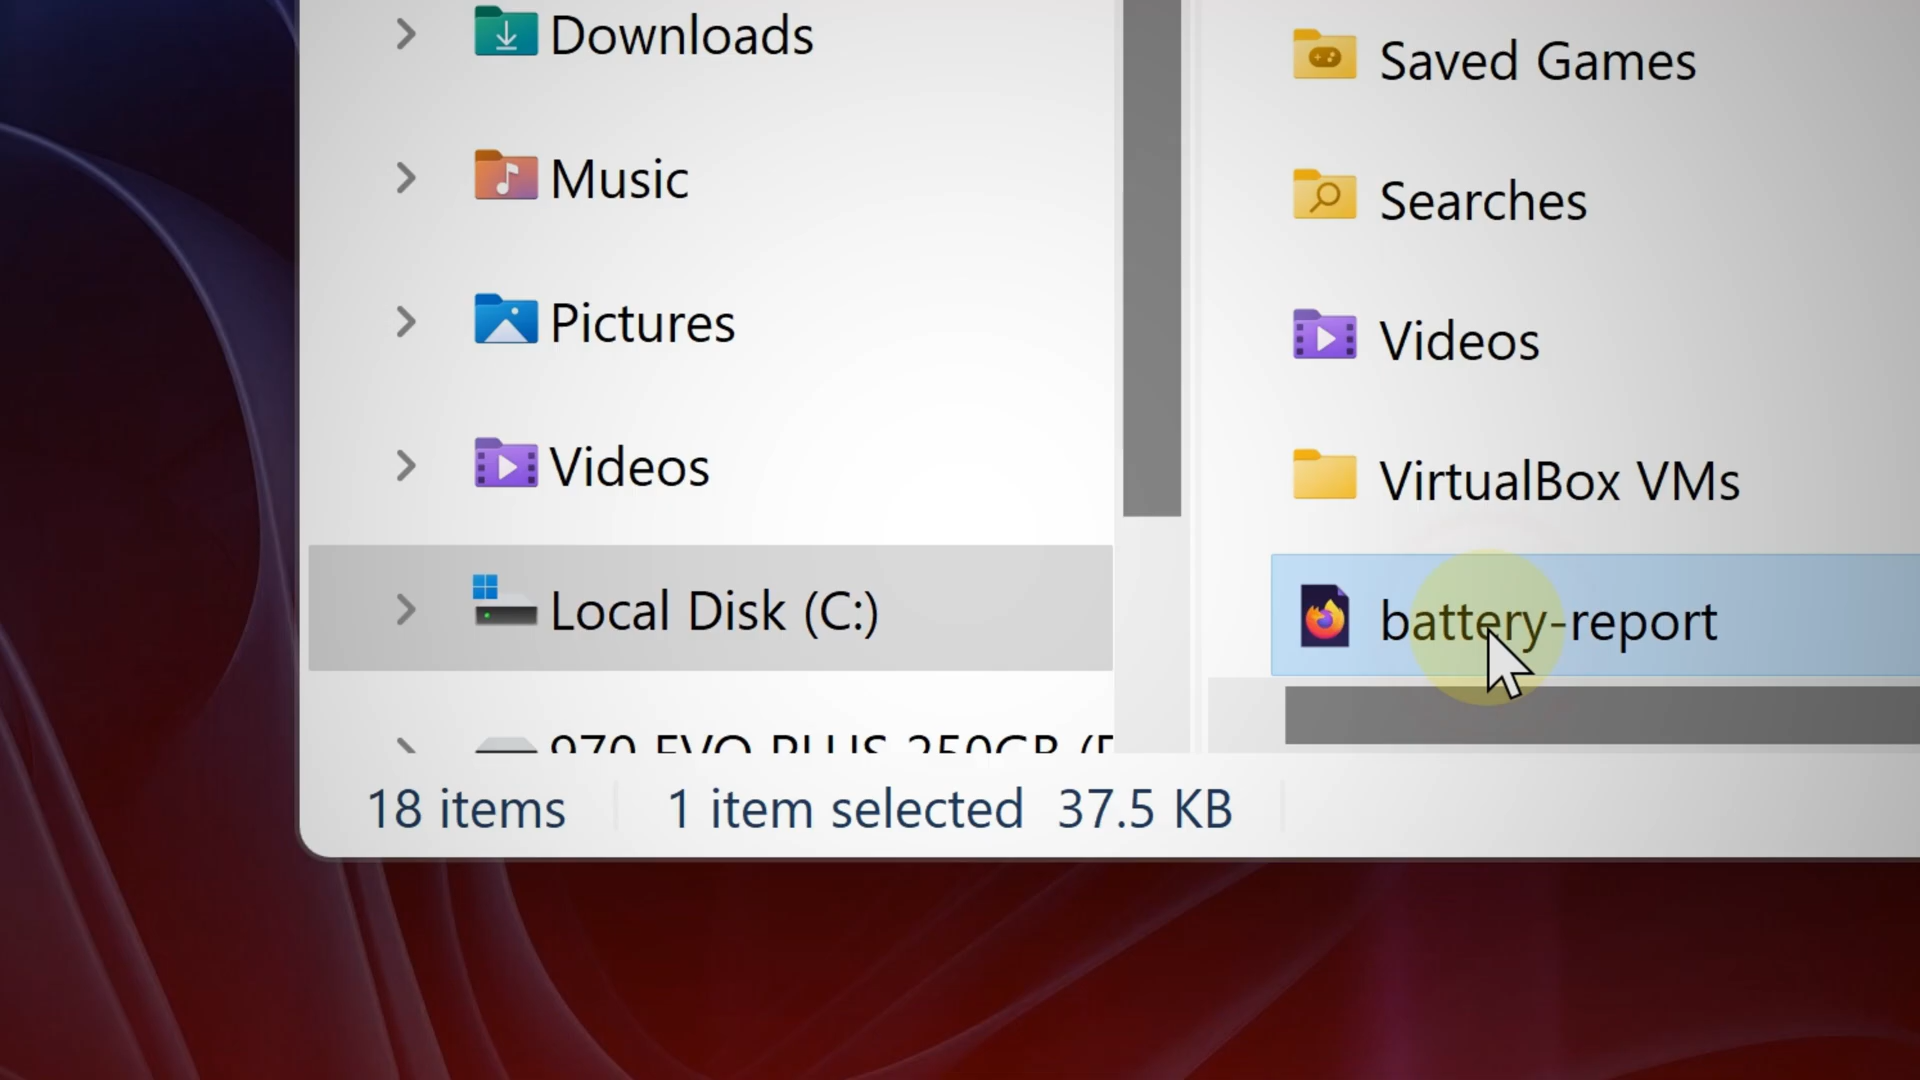 Downloads
Music
Pictures
Videos
Local Disk (C:)
970 EVO PLUS 250GB
Saved Games
Searches
Videos
VirtualBox VMs
battery-report
18 items
1 item selected 37.5 KB